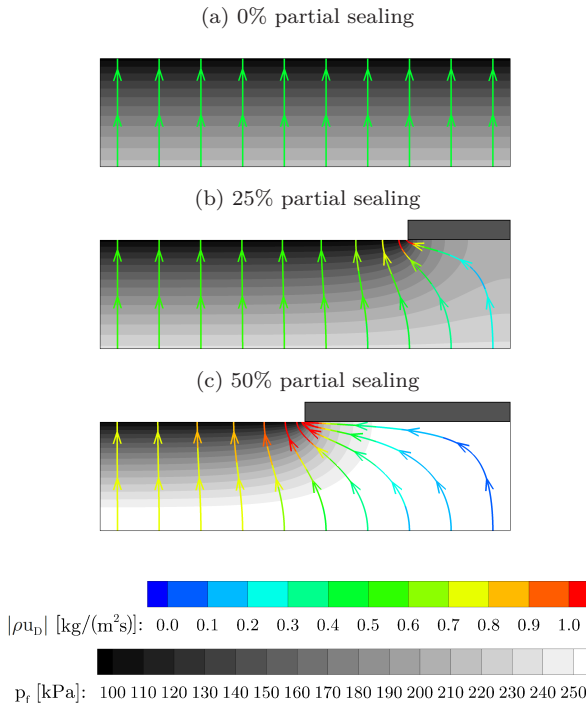 (a) 0% partial sealing
(b) 25% partial sealing
(c) 50% partial sealing
|ρu_D| [kg/(m²s)]: 0.0 0.1 0.2 0.3 0.4 0.5 0.6 0.7 0.8 0.9 1.0
p_f [kPa]: 100 110 120 130 140 150 160 170 180 190 200 210 220 230 240 250